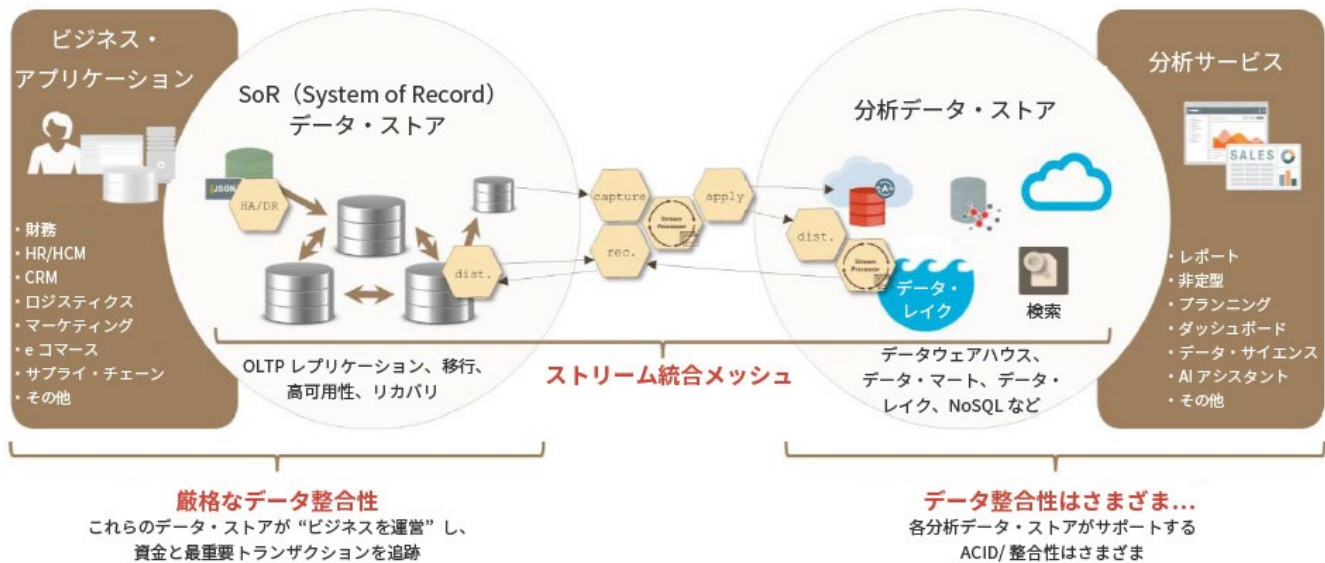 ビジネス・
アプリケーション
・財務
・HR/HCM
・CRM
・ロジスティクス
・マーケティング
・e コマース
・サプライ・チェーン
・その他
SoR（System of Record）
データ・ストア
[JSON
HA/DR
dist.
OLTP レプリケーション、移行、
高可用性、リカバリ
capture
Stream
Processor
apply
rec.
ストリーム統合メッシュ
分析データ・ストア
A
dist.
Stream
Processor
データ・
レイク
検索
データウェアハウス、
データ・マート、データ・
レイク、NoSQL など
分析サービス
SALES
・レポート
・非定型
・プランニング
・ダッシュボード
・データ・サイエンス
・AI アシスタント
・その他
厳格なデータ整合性
これらのデータ・ストアが “ビジネスを運営” し、
資金と最重要トランザクションを追跡
データ整合性はさまざま...
各分析データ・ストアがサポートする
ACID/ 整合性はさまざま